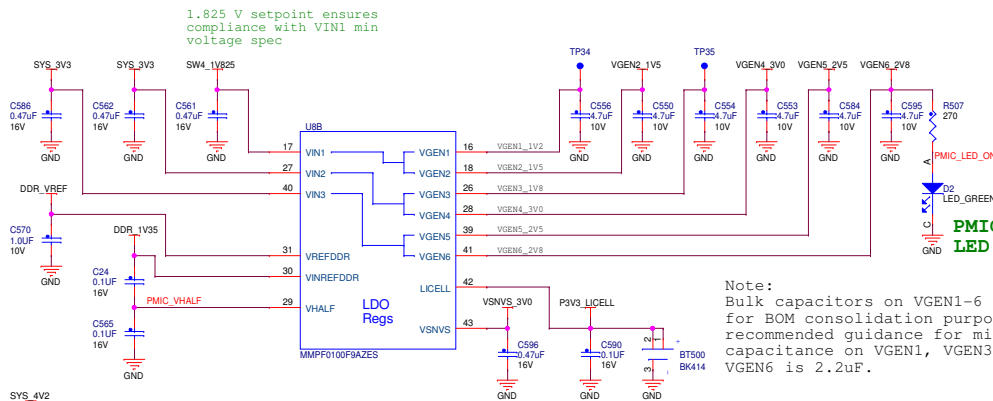 1.825 V setpoint ensures
compliance with VIN1 min
voltage spec
SYS_3V3
SYS_3V3
SW4_1V825
TP34
VGEN2_1V5
TP35
VGEN4_3V0
VGEN5_2V5
VGEN6_2V8
C586
0.47uF
16V
GND
C562
0.47uF
16V
GND
C561
0.47uF
16V
GND
C556
4.7uF
10V
GND
C550
4.7uF
10V
GND
C554
4.7uF
10V
GND
C553
4.7uF
10V
GND
C584
4.7uF
10V
GND
C595
4.7uF
10V
GND
R507
270
PMIC_LED_ON
A
D2
LED_GREEN
C
GND
PMIC
LED
U8B
17 VIN1
27 VIN2
40 VIN3
31 VREFDDR
30 VINREFDDR
29 VHALF
VGEN1 16 VGEN1_1V2
VGEN2 18 VGEN2_1V5
VGEN3 26 VGEN3_1V8
VGEN4 28 VGEN4_3V0
VGEN5 39 VGEN5_2V5
VGEN6 41 VGEN6_2V8
LICELL 42
VSNVS 43
LDO
Regs
MMPF0100F9AZES
DDR_VREF
C570
1.0UF
10V
GND
DDR_1V35
C24
0.1UF
16V
PMIC_VHALF
C565
0.1UF
16V
GND
VSNVS_3V0
C596
0.47uF
16V
GND
P3V3_LICELL
C590
0.1UF
16V
GND
2
1
3
BT500
BK414
GND
Note:
Bulk capacitors on VGEN1-6
for BOM consolidation purpo
recommended guidance for mi
capacitance on VGEN1, VGEN3
VGEN6 is 2.2uF.
SYS_4V2